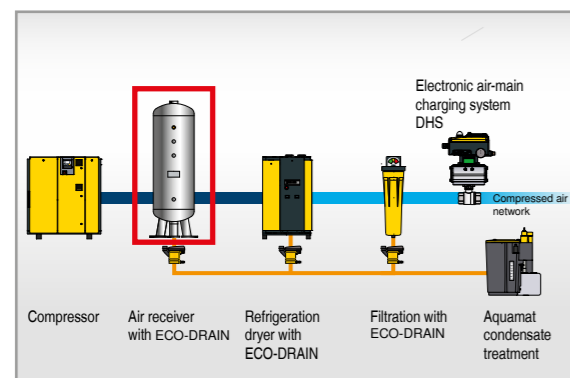 Electronic air-main
charging system
DHS
Compressed air
network
Compressor
Air receiver
with ECO-DRAIN
Refrigeration
dryer with
ECO-DRAIN
Filtration with
ECO-DRAIN
Aquamat
condensate
treatment